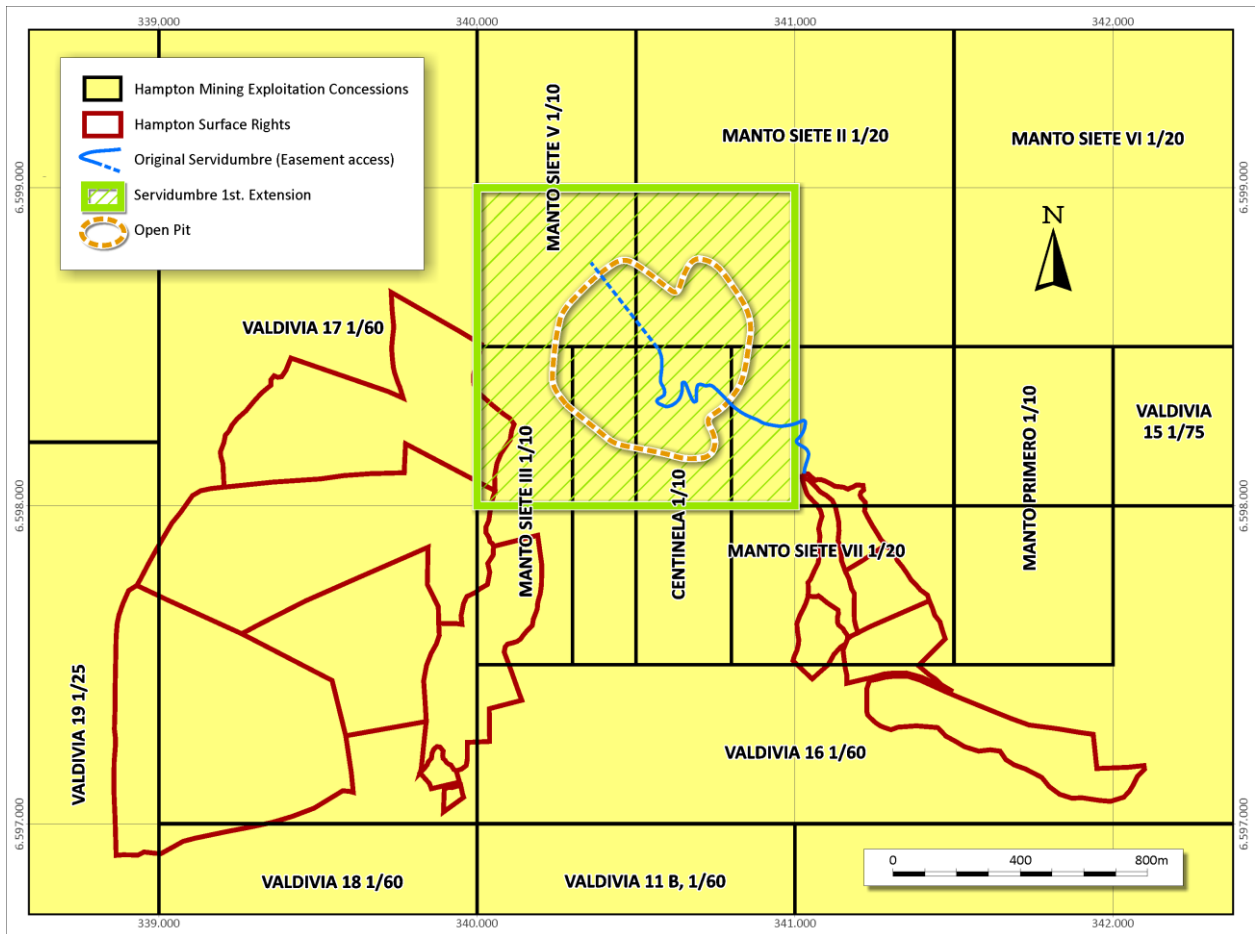 339.000
340.000
341.000
342.000
Hampton Mining Exploitation Concessions
Hampton Surface Rights
Original Servidumbre (Easement access)
Servidumbre 1st. Extension
Open Pit
MANTO SIETE V 1/10
MANTO SIETE II 1/20
MANTO SIETE VI 1/20
6.599.000
6.599.000
N
VALDIVIA 17 1/60
MANTO SIETE III 1/10
CENTINELA 1/10
MANTO SIETE VII 1/20
MANTO PRIMERO 1/10
VALDIVIA
15 1/75
6.598.000
6.598.000
VALDIVIA 19 1/25
VALDIVIA 16 1/60
6.597.000
6.597.000
VALDIVIA 18 1/60
VALDIVIA 11 B, 1/60
0
400
800m
339.000
340.000
341.000
342.000